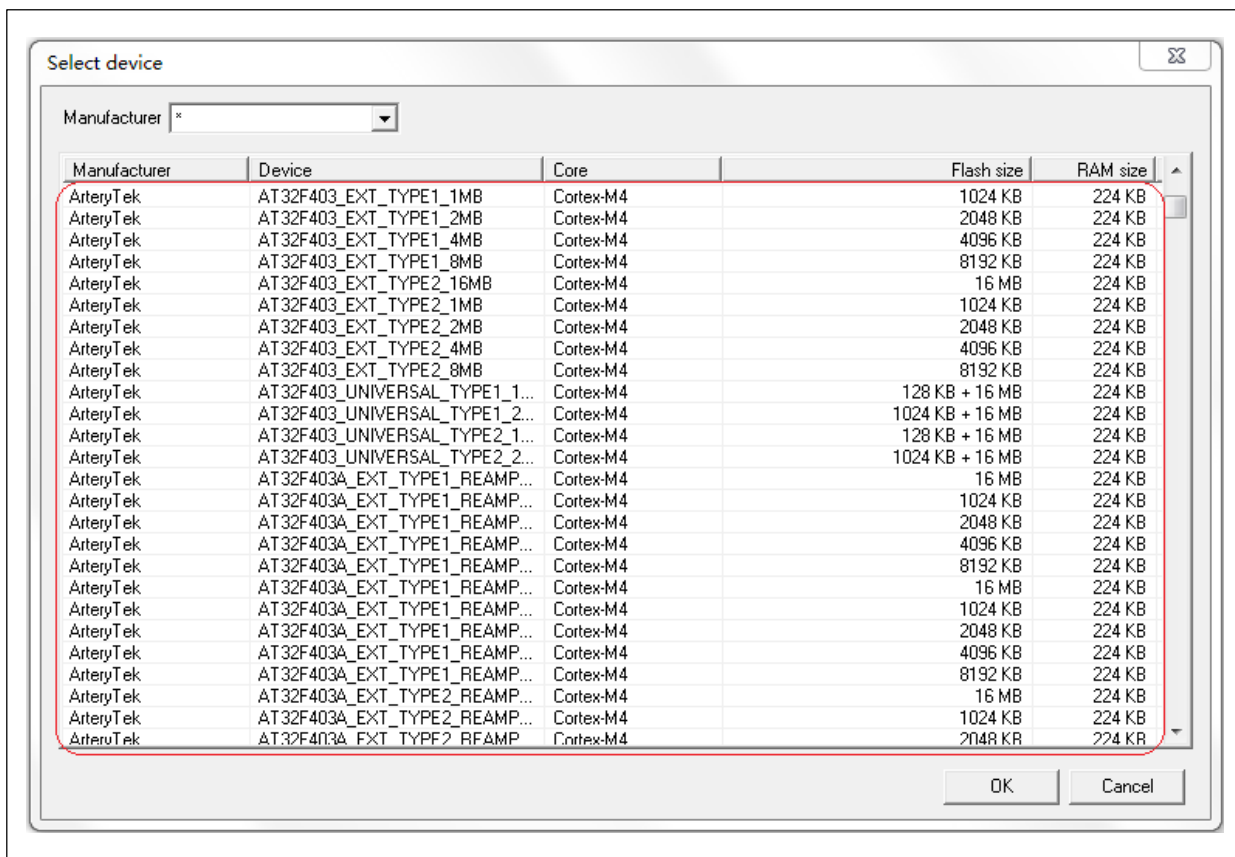 Select device
Manufacturer *
Manufacturer Device Core Flash size RAM size
ArteryTek AT32F403_EXT_TYPE1_1MB Cortex-M4 1024 KB 224 KB
ArteryTek AT32F403_EXT_TYPE1_2MB Cortex-M4 2048 KB 224 KB
ArteryTek AT32F403_EXT_TYPE1_4MB Cortex-M4 4096 KB 224 KB
ArteryTek AT32F403_EXT_TYPE1_8MB Cortex-M4 8192 KB 224 KB
ArteryTek AT32F403_EXT_TYPE2_16MB Cortex-M4 16 MB 224 KB
ArteryTek AT32F403_EXT_TYPE2_1MB Cortex-M4 1024 KB 224 KB
ArteryTek AT32F403_EXT_TYPE2_2MB Cortex-M4 2048 KB 224 KB
ArteryTek AT32F403_EXT_TYPE2_4MB Cortex-M4 4096 KB 224 KB
ArteryTek AT32F403_EXT_TYPE2_8MB Cortex-M4 8192 KB 224 KB
ArteryTek AT32F403_UNIVERSAL_TYPE1_1... Cortex-M4 128 KB + 16 MB 224 KB
ArteryTek AT32F403_UNIVERSAL_TYPE1_2... Cortex-M4 1024 KB + 16 MB 224 KB
ArteryTek AT32F403_UNIVERSAL_TYPE2_1... Cortex-M4 128 KB + 16 MB 224 KB
ArteryTek AT32F403_UNIVERSAL_TYPE2_2... Cortex-M4 1024 KB + 16 MB 224 KB
ArteryTek AT32F403A_EXT_TYPE1_REAMP... Cortex-M4 16 MB 224 KB
ArteryTek AT32F403A_EXT_TYPE1_REAMP... Cortex-M4 1024 KB 224 KB
ArteryTek AT32F403A_EXT_TYPE1_REAMP... Cortex-M4 2048 KB 224 KB
ArteryTek AT32F403A_EXT_TYPE1_REAMP... Cortex-M4 4096 KB 224 KB
ArteryTek AT32F403A_EXT_TYPE1_REAMP... Cortex-M4 8192 KB 224 KB
ArteryTek AT32F403A_EXT_TYPE1_REAMP... Cortex-M4 16 MB 224 KB
ArteryTek AT32F403A_EXT_TYPE1_REAMP... Cortex-M4 1024 KB 224 KB
ArteryTek AT32F403A_EXT_TYPE1_REAMP... Cortex-M4 2048 KB 224 KB
ArteryTek AT32F403A_EXT_TYPE1_REAMP... Cortex-M4 4096 KB 224 KB
ArteryTek AT32F403A_EXT_TYPE1_REAMP... Cortex-M4 8192 KB 224 KB
ArteryTek AT32F403A_EXT_TYPE2_REAMP... Cortex-M4 16 MB 224 KB
ArteryTek AT32F403A_EXT_TYPE2_REAMP... Cortex-M4 1024 KB 224 KB
ArteryTek AT32F403A_EXT_TYPE2_REAMP Cortex-M4 2048 KB 224 KB
OK Cancel